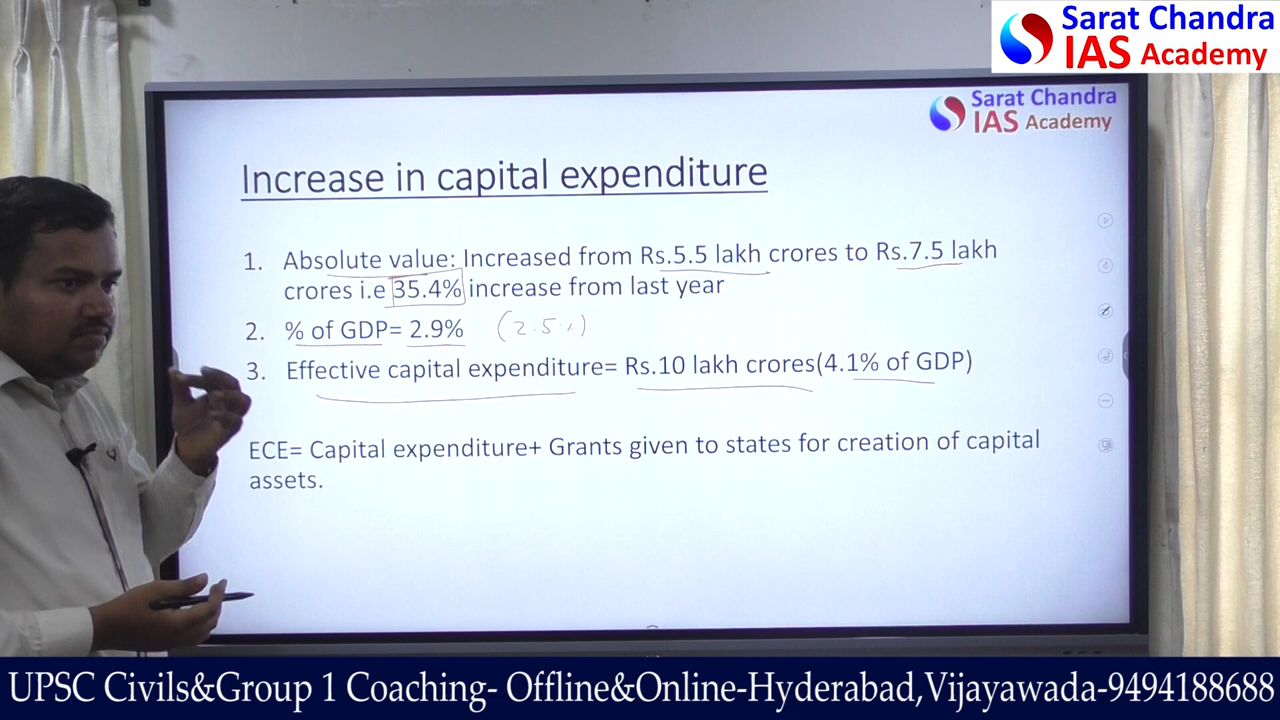 Sarat Chandra
IAS Academy
Sarat Chandra
IAS Academy
Increase in capital expenditure
1. Absolute value: Increased from Rs.5.5 lakh crores to Rs.7.5 lakh
crores i.e 35.4% increase from last year
2. % of GDP= 2.9% (2.5%)
3. Effective capital expenditure= Rs.10 lakh crores(4.1% of GDP)
ECE= Capital expenditure+ Grants given to states for creation of capital
assets.
UPSC Civils&Group 1 Coaching- Offline&Online-Hyderabad,Vijayawada-9494188688